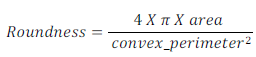 Roundness = 4 X π X area / convex_perimeter²